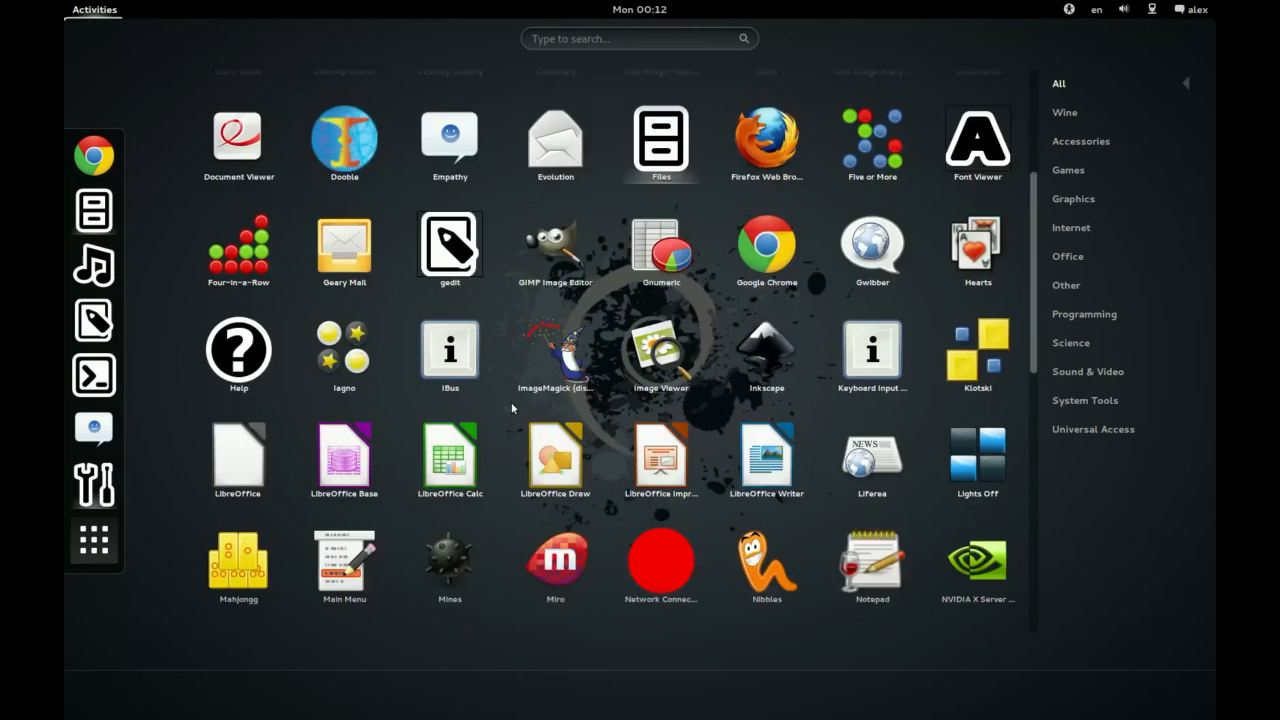 Activities
Mon 00:12
en
alex
Type to search...
Document Viewer
Dooble
Empathy
Evolution
Files
Firefox Web Bro...
Five or More
Font Viewer
Four-in-a-Row
Geary Mail
gedit
GIMP Image Editor
Gnumeric
Google Chrome
Gwibber
Hearts
Help
Iagno
IBus
ImageMagick (dis...
Image Viewer
Inkscape
Keyboard Input ...
Klotski
LibreOffice
LibreOffice Base
LibreOffice Calc
LibreOffice Draw
LibreOffice Impr...
LibreOffice Writer
NEWS
Liferea
Lights Off
Mahjongg
Main Menu
Mines
m
Miro
Network Connec...
Nibbles
Notepad
NVIDIA X Server ...
All
Wine
Accessories
Games
Graphics
Internet
Office
Other
Programming
Science
Sound & Video
System Tools
Universal Access